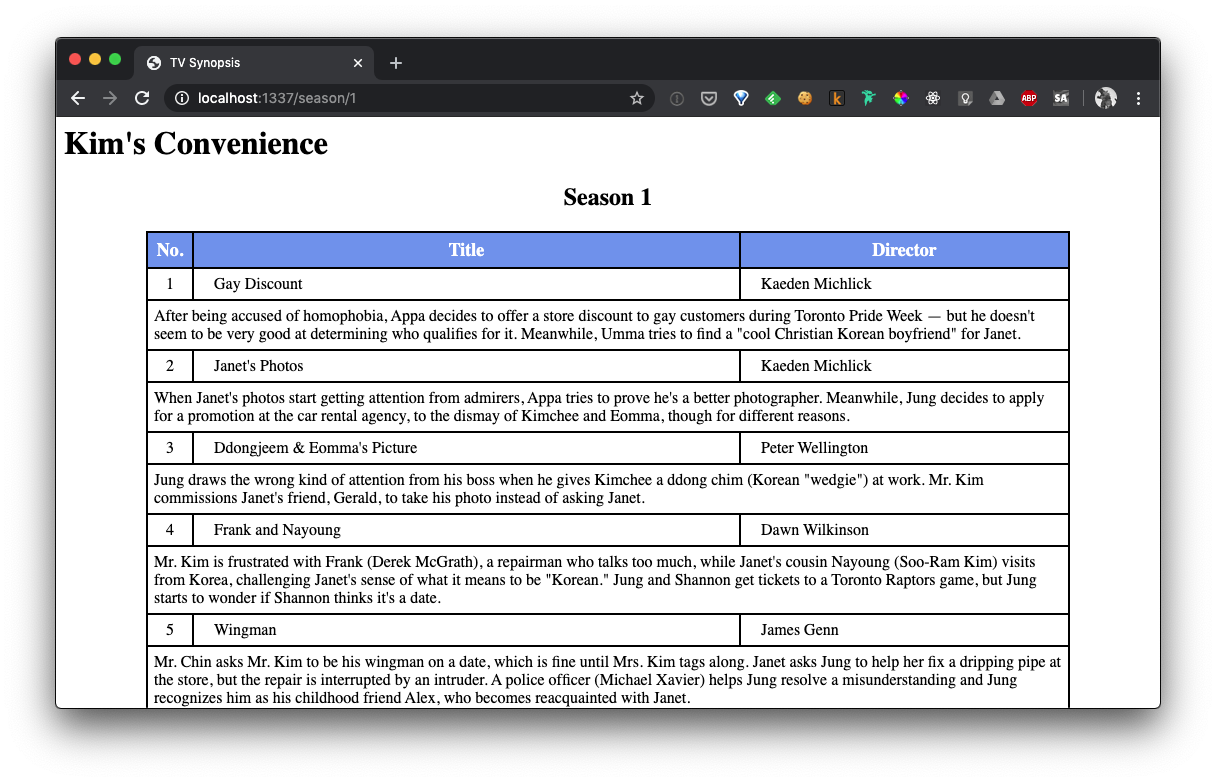 TV Synopsis
localhost:1337/season/1
k
ABP
SA
Kim's Convenience
Season 1
No. Title Director
1 Gay Discount Kaeden Michlick
After being accused of homophobia, Appa decides to offer a store discount to gay customers during Toronto Pride Week — but he doesn't
seem to be very good at determining who qualifies for it. Meanwhile, Umma tries to find a "cool Christian Korean boyfriend" for Janet.
2 Janet's Photos Kaeden Michlick
When Janet's photos start getting attention from admirers, Appa tries to prove he's a better photographer. Meanwhile, Jung decides to apply
for a promotion at the car rental agency, to the dismay of Kimchee and Eomma, though for different reasons.
3 Ddongjeem & Eomma's Picture Peter Wellington
Jung draws the wrong kind of attention from his boss when he gives Kimchee a ddong chim (Korean "wedgie") at work. Mr. Kim
commissions Janet's friend, Gerald, to take his photo instead of asking Janet.
4 Frank and Nayoung Dawn Wilkinson
Mr. Kim is frustrated with Frank (Derek McGrath), a repairman who talks too much, while Janet's cousin Nayoung (Soo-Ram Kim) visits
from Korea, challenging Janet's sense of what it means to be "Korean." Jung and Shannon get tickets to a Toronto Raptors game, but Jung
starts to wonder if Shannon thinks it's a date.
5 Wingman James Genn
Mr. Chin asks Mr. Kim to be his wingman on a date, which is fine until Mrs. Kim tags along. Janet asks Jung to help her fix a dripping pipe at
the store, but the repair is interrupted by an intruder. A police officer (Michael Xavier) helps Jung resolve a misunderstanding and Jung
recognizes him as his childhood friend Alex, who becomes reacquainted with Janet.